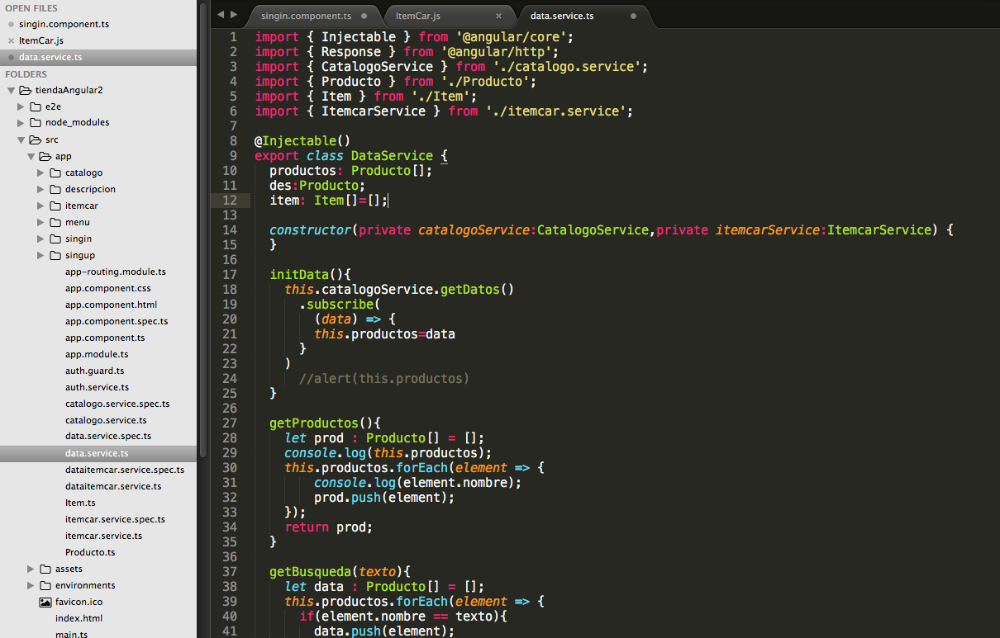 OPEN FILES
singin.component.ts
ItemCar.js
data.service.ts
FOLDERS
tiendaAngular2
e2e
node_modules
src
app
catalogo
descripcion
itemcar
menu
singin
singup
app-routing.module.ts
app.component.css
app.component.html
app.component.spec.ts
app.component.ts
app.module.ts
auth.guard.ts
auth.service.ts
catalogo.service.spec.ts
catalogo.service.ts
data.service.spec.ts
data.service.ts
dataitemcar.service.spec.ts
dataitemcar.service.ts
Item.ts
itemcar.service.spec.ts
itemcar.service.ts
Producto.ts
assets
environments
favicon.ico
index.html
main.ts
singin.component.ts ItemCar.js data.service.ts
1 import { Injectable } from '@angular/core';
2 import { Response } from '@angular/http';
3 import { CatalogoService } from './catalogo.service';
4 import { Producto } from './Producto';
5 import { Item } from './Item';
6 import { ItemcarService } from './itemcar.service';
7
8 @Injectable()
9 export class DataService {
10 productos: Producto[];
11 des:Producto;
12 item: Item[]=[];
13
14 constructor(private catalogoService:CatalogoService,private itemcarService:ItemcarService) {
15 }
16
17 initData(){
18 this.catalogoService.getDatos()
19 .subscribe(
20 (data) => {
21 this.productos=data
22 }
23 )
24 //alert(this.productos)
25 }
26
27 getProductos(){
28 let prod : Producto[] = [];
29 console.log(this.productos);
30 this.productos.forEach(element => {
31 console.log(element.nombre);
32 prod.push(element);
33 });
34 return prod;
35 }
36
37 getBusqueda(texto){
38 let data : Producto[] = [];
39 this.productos.forEach(element => {
40 if(element.nombre == texto){
41 data.push(element);